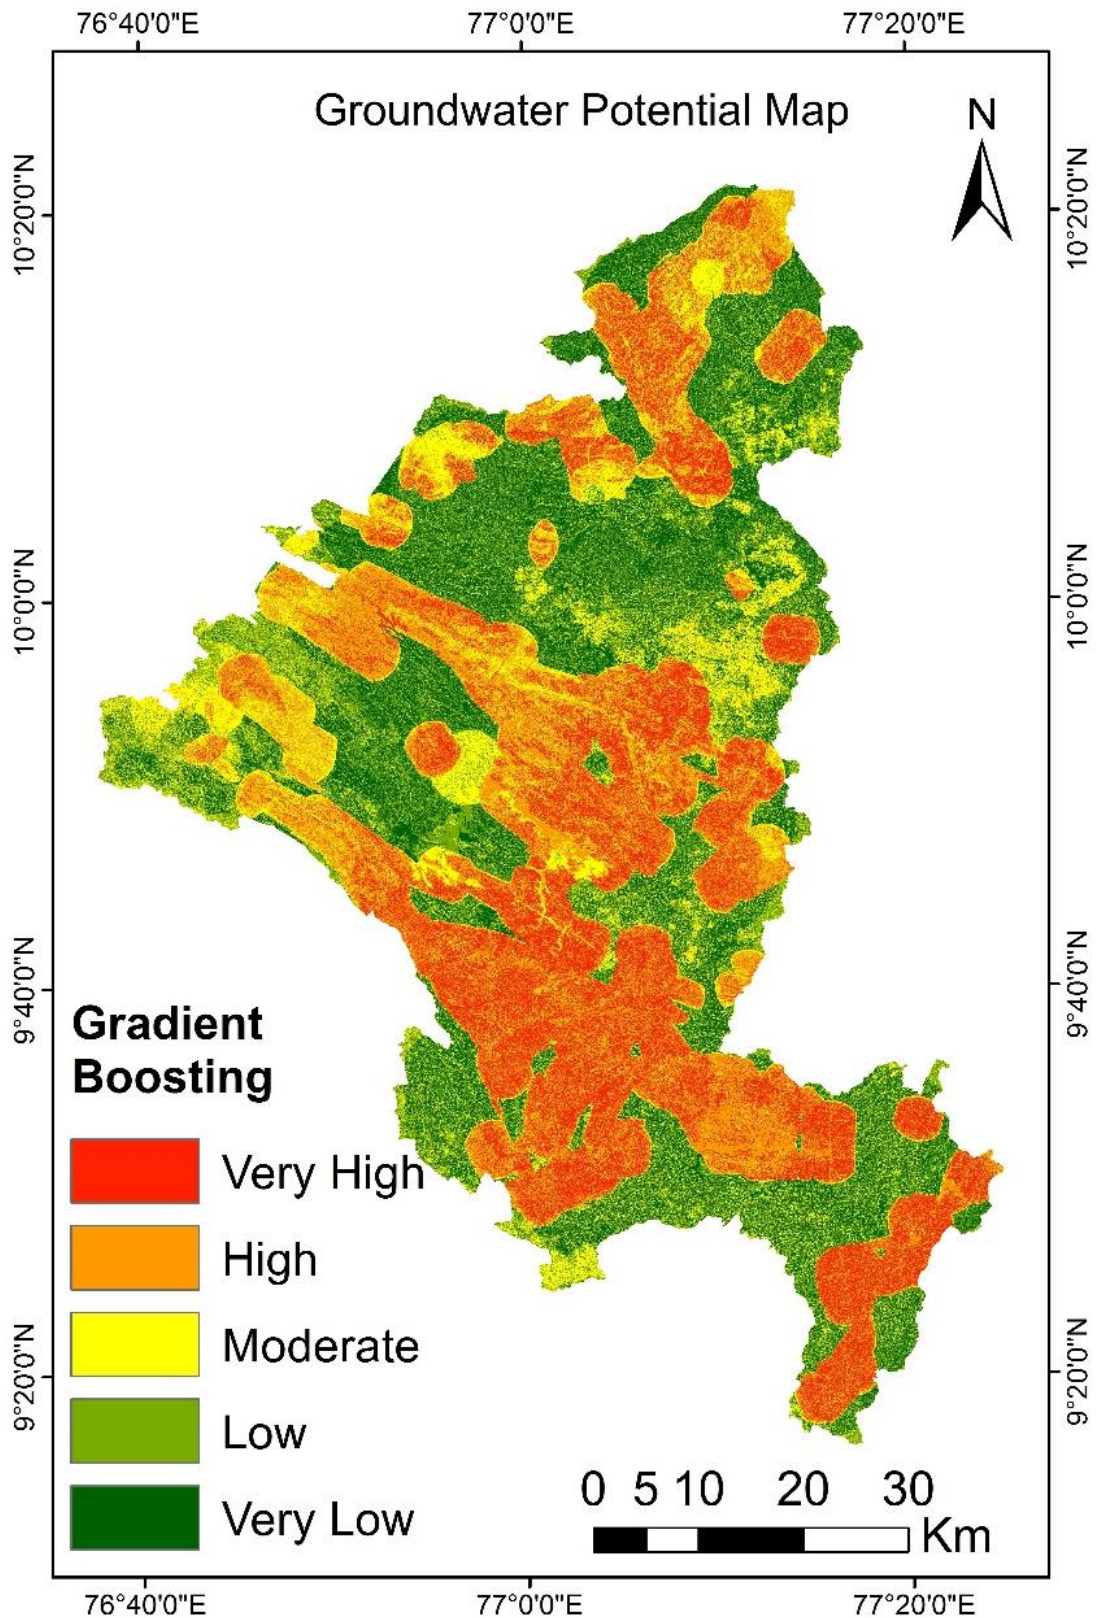 76°40'0"E 77°0'0"E 77°20'0"E
Groundwater Potential Map
N
10°20'0"N 10°20'0"N
10°0'0"N 10°0'0"N
9°40'0"N 9°40'0"N
Gradient
Boosting
Very High
High
Moderate
9°20'0"N 9°20'0"N
Low
Very Low
0 5 10 20 30
Km
76°40'0"E 77°0'0"E 77°20'0"E